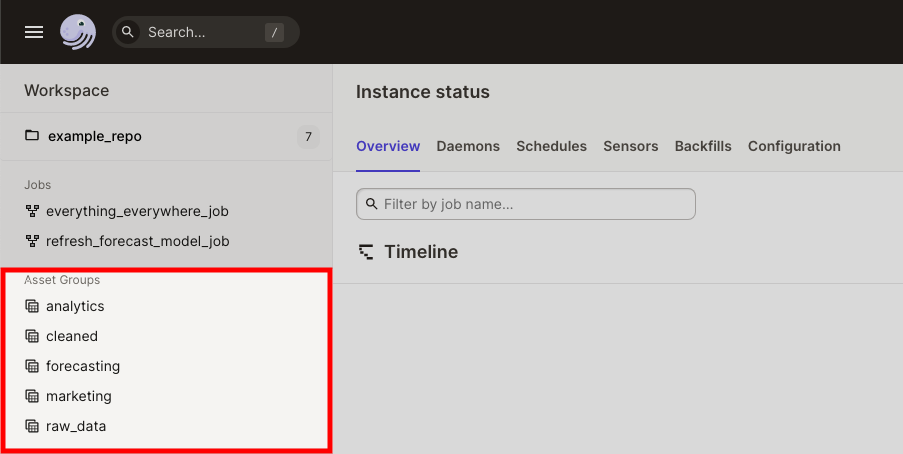 Search... /
Workspace
example_repo 7
Jobs
everything_everywhere_job
refresh_forecast_model_job
Asset Groups
analytics
cleaned
forecasting
marketing
raw_data
Instance status
Overview Daemons Schedules Sensors Backfills Configuration
Filter by job name...
Timeline